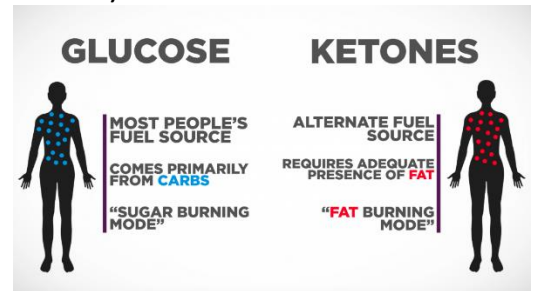 GLUCOSE
MOST PEOPLE'S
FUEL SOURCE
COMES PRIMARILY
FROM CARBS
“SUGAR BURNING
MODE”
KETONES
ALTERNATE FUEL
SOURCE
REQUIRES ADEQUATE
PRESENCE OF FAT
“FAT BURNING
MODE”